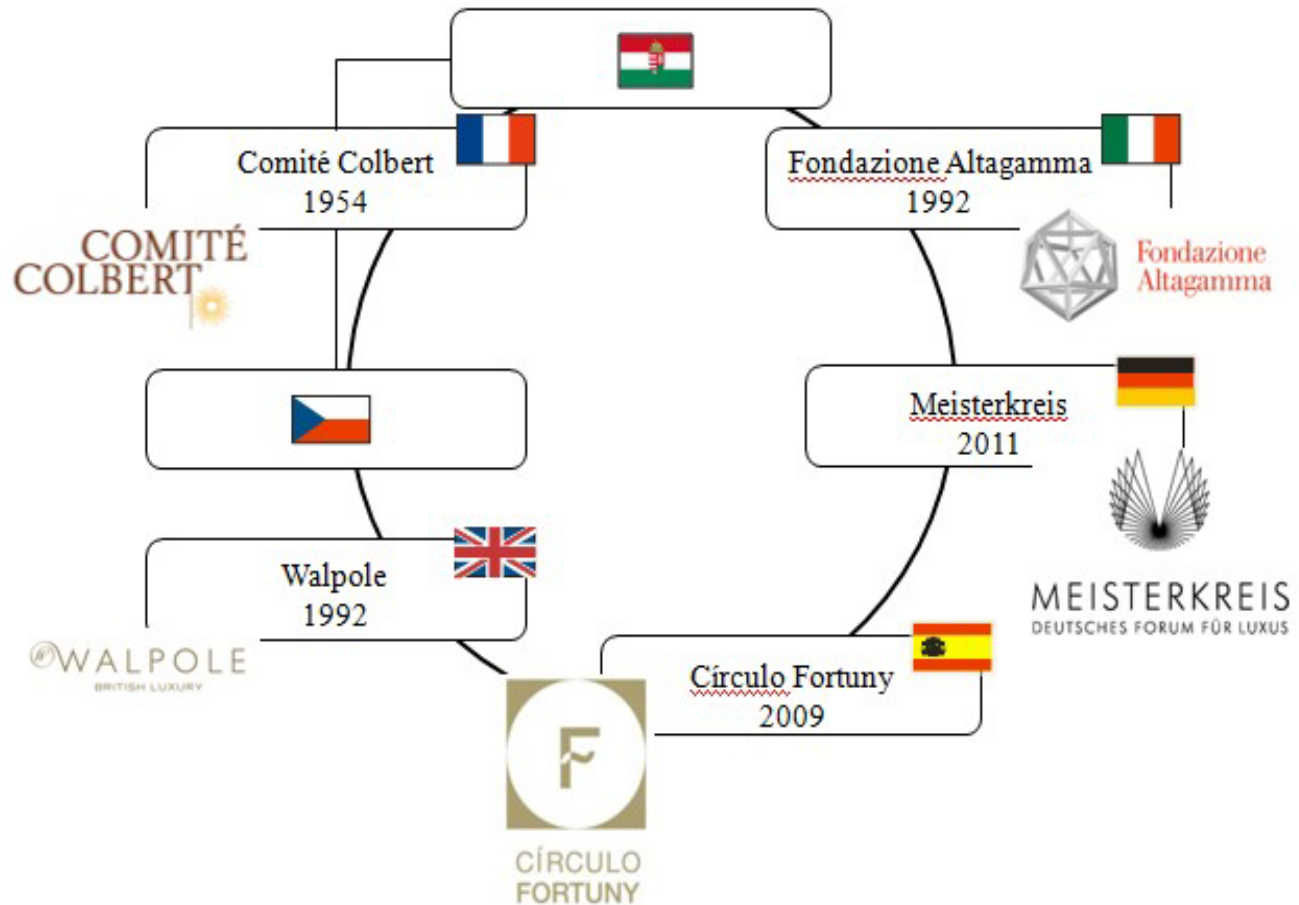 Comité Colbert
1954
COMITÉ
COLBERT
Fondazione Altagamma
1992
Fondazione
Altagamma
Meisterkreis
2011
MEISTERKREIS
DEUTSCHES FORUM FÜR LUXUS
Walpole
1992
WALPOLE
BRITISH LUXURY
Círculo Fortuny
2009
F
CÍRCULO
FORTUNY